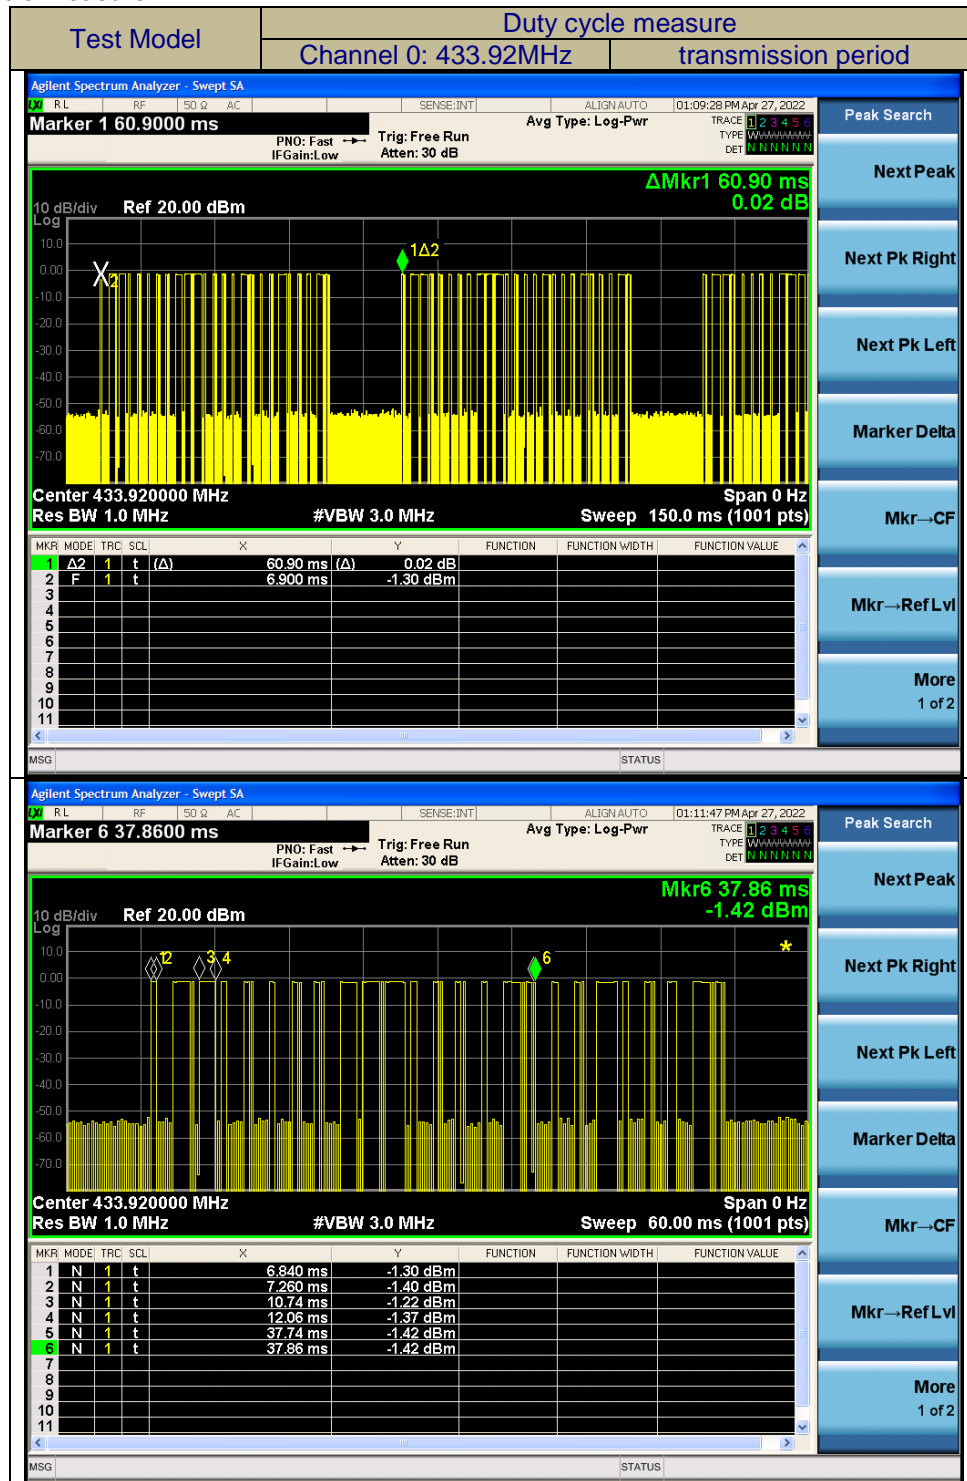 Test Model
Duty cycle measure
Channel 0: 433.92MHz
transmission period
Agilent Spectrum Analyzer - Swept SA
LXI RL RF 50 Ω AC SENSE:INT ALIGN AUTO 01:09:28 PM Apr 27, 2022
Marker 1 60.9000 ms
PNO: Fast
IFGain:Low
Trig: Free Run
Atten: 30 dB
Avg Type: Log-Pwr
TRACE 1 2 3 4 5 6
TYPE WWWWWW
DET N N N N N N
Peak Search
ΔMkr1 60.90 ms
0.02 dB
10 dB/div Ref 20.00 dBm
Log
10.0
0.00
-10.0
-20.0
-30.0
-40.0
-50.0
-60.0
-70.0
2
1Δ2
Center 433.920000 MHz Span 0 Hz
Res BW 1.0 MHz #VBW 3.0 MHz Sweep 150.0 ms (1001 pts)
MKR MODE TRC SCL X Y FUNCTION FUNCTION WIDTH FUNCTION VALUE
1 Δ2 1 t (Δ) 60.90 ms (Δ) 0.02 dB
2 F 1 t 6.900 ms -1.30 dBm
3
4
5
6
7
8
9
10
11
MSG STATUS
Next Peak
Next Pk Right
Next Pk Left
Marker Delta
Mkr→CF
Mkr→Ref Lvl
More
1 of 2
Agilent Spectrum Analyzer - Swept SA
LXI RL RF 50 Ω AC SENSE:INT ALIGN AUTO 01:11:47 PM Apr 27, 2022
Marker 6 37.8600 ms
PNO: Fast
IFGain:Low
Trig: Free Run
Atten: 30 dB
Avg Type: Log-Pwr
TRACE 1 2 3 4 5 6
TYPE WWWWWW
DET N N N N N N
Peak Search
Mkr6 37.86 ms
-1.42 dBm
10 dB/div Ref 20.00 dBm
Log
10.0
0.00
-10.0
-20.0
-30.0
-40.0
-50.0
-60.0
-70.0
1 2 3 4 6 *
Center 433.920000 MHz Span 0 Hz
Res BW 1.0 MHz #VBW 3.0 MHz Sweep 60.00 ms (1001 pts)
MKR MODE TRC SCL X Y FUNCTION FUNCTION WIDTH FUNCTION VALUE
1 N 1 t 6.840 ms -1.30 dBm
2 N 1 t 7.260 ms -1.40 dBm
3 N 1 t 10.74 ms -1.22 dBm
4 N 1 t 12.06 ms -1.37 dBm
5 N 1 t 37.74 ms -1.42 dBm
6 N 1 t 37.86 ms -1.42 dBm
7
8
9
10
11
MSG STATUS
Next Peak
Next Pk Right
Next Pk Left
Marker Delta
Mkr→CF
Mkr→Ref Lvl
More
1 of 2